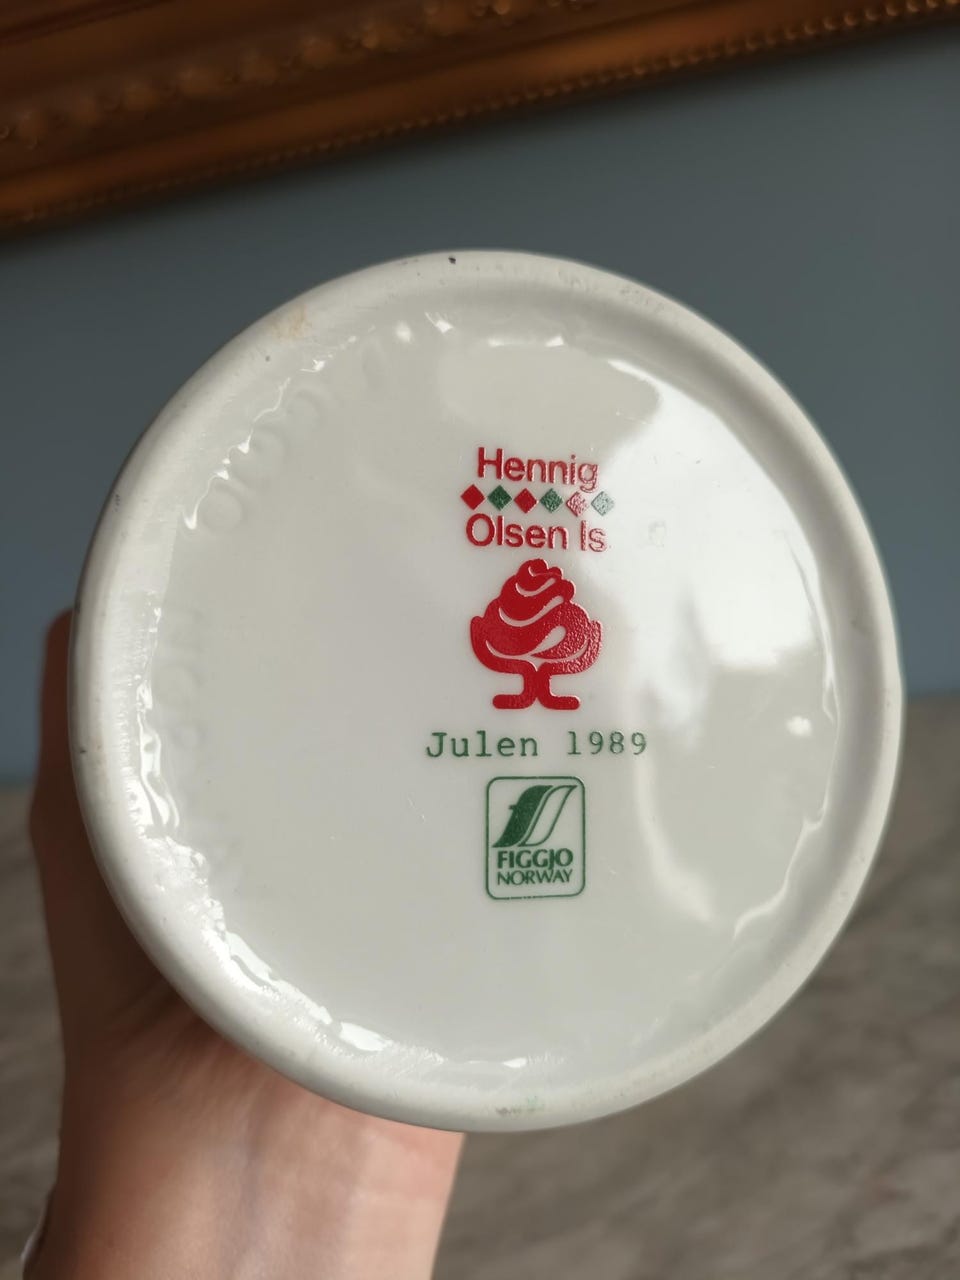 Hennig
Olsen Is
Julen 1989
FIGGJO
NORWAY